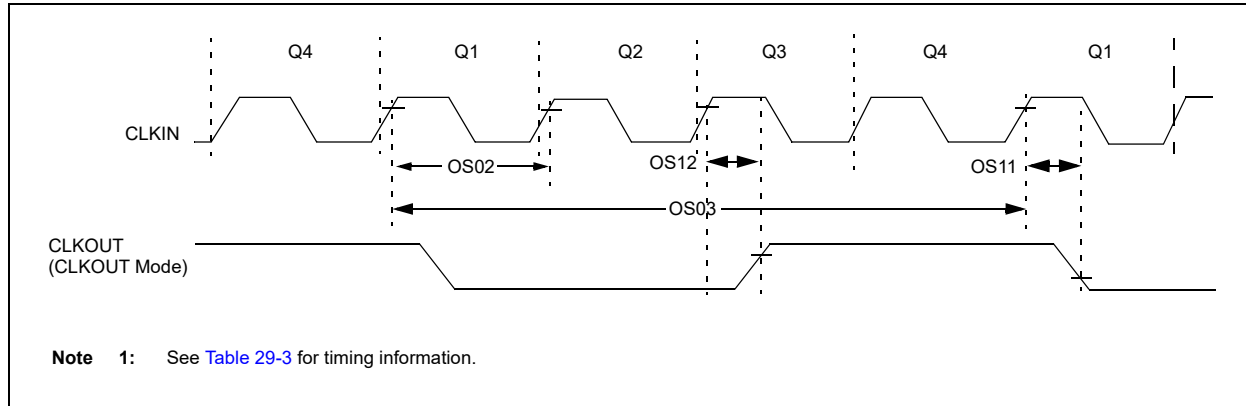 Q4 Q1 Q2 Q3 Q4 Q1
CLKIN
OS02
OS12
OS11
OS03
CLKOUT
(CLKOUT Mode)
Note 1: See Table 29-3 for timing information.